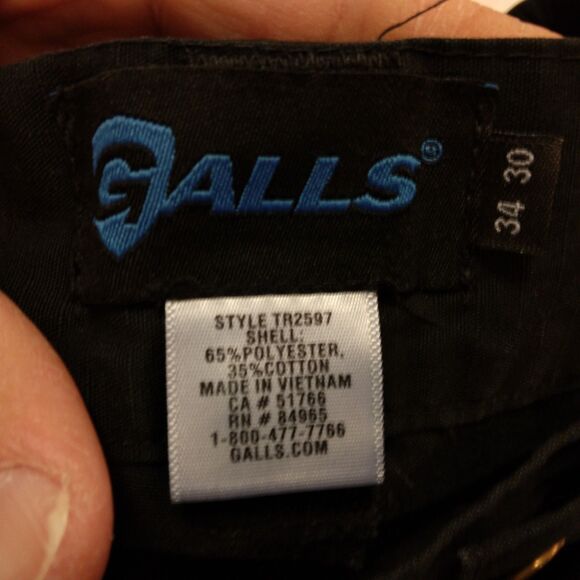 GALLS®
34 30
STYLE TR2597
SHELL:
65%POLYESTER,
35%COTTON
MADE IN VIETNAM
CA # 51766
RN # 84965
1-800-477-7766
GALLS.COM